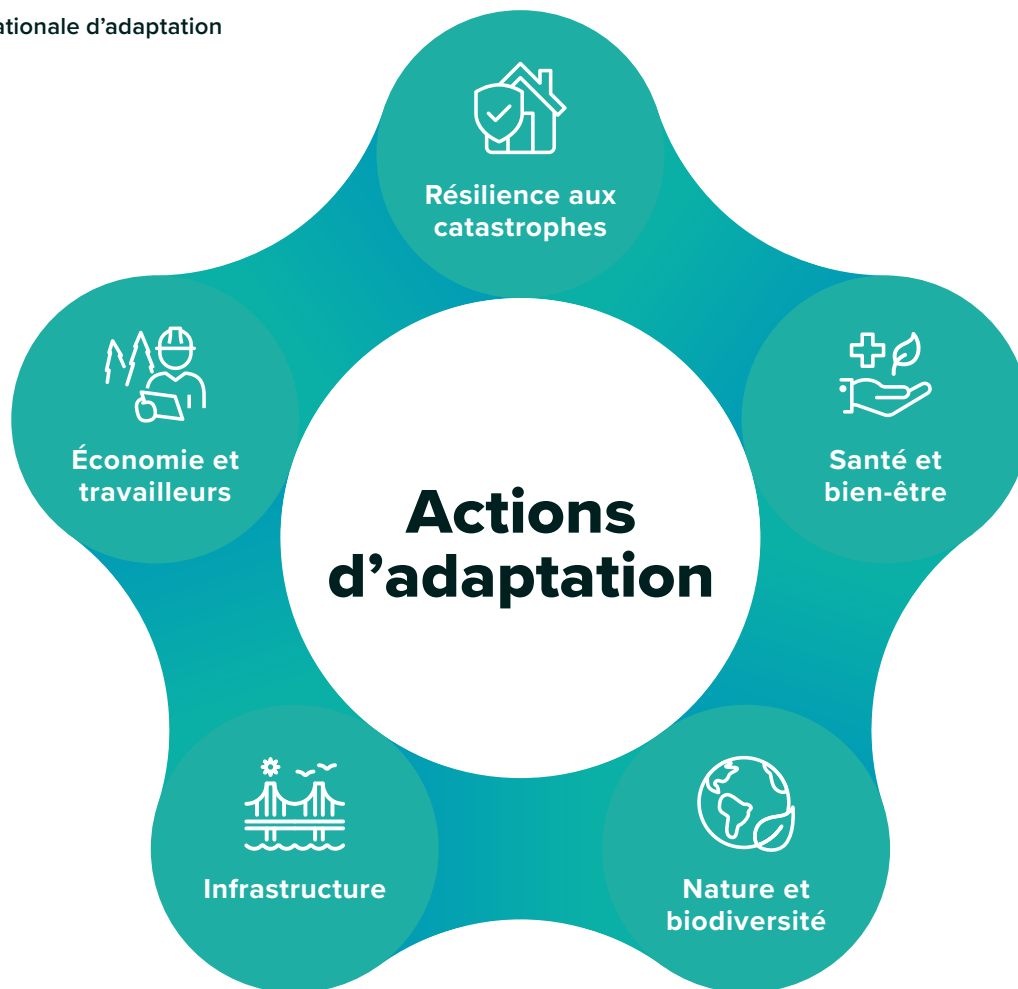 ationale d’adaptation
Résilience aux
catastrophes
Santé et
bien-être
Économie et
travailleurs
Actions
d’adaptation
Infrastructure
Nature et
biodiversité